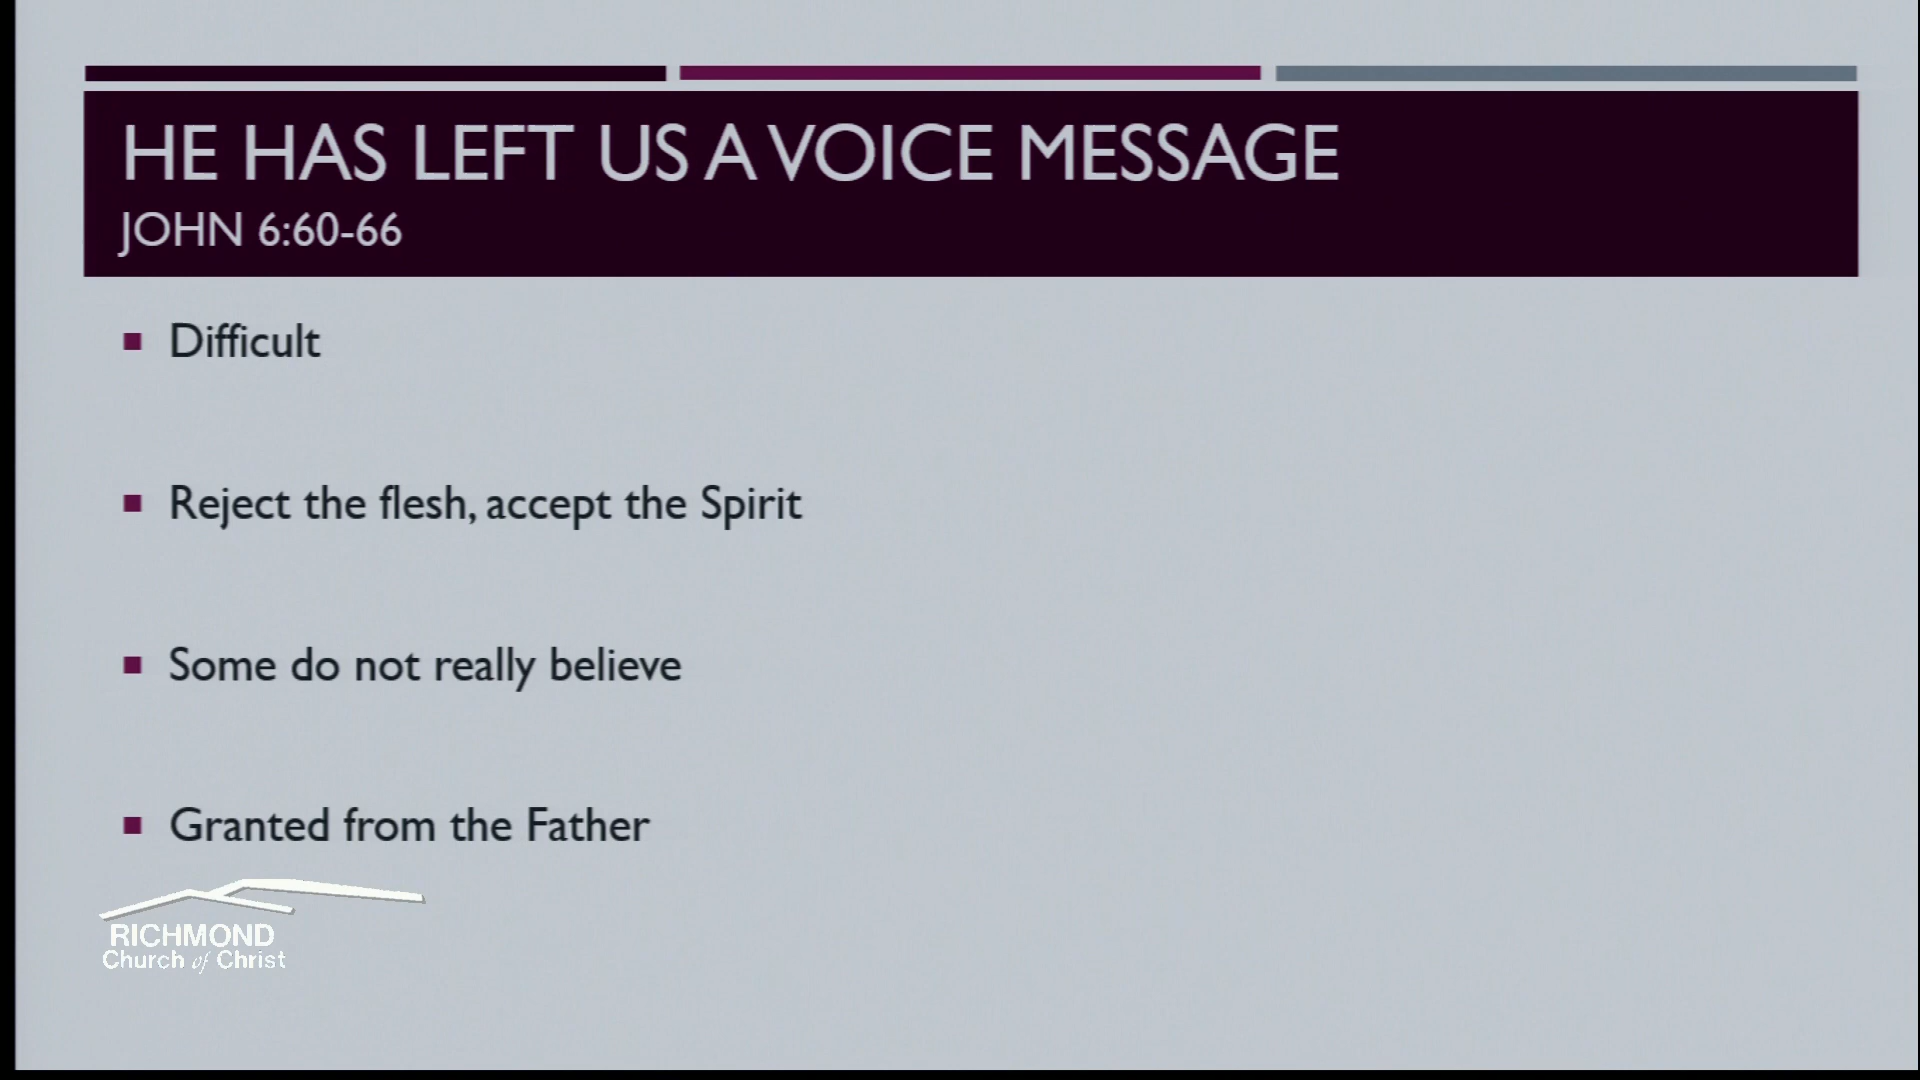 HE HAS LEFT US A VOICE MESSAGE
JOHN 6:60-66
Difficult
Reject the flesh, accept the Spirit
Some do not really believe
Granted from the Father
RICHMOND
Church of Christ